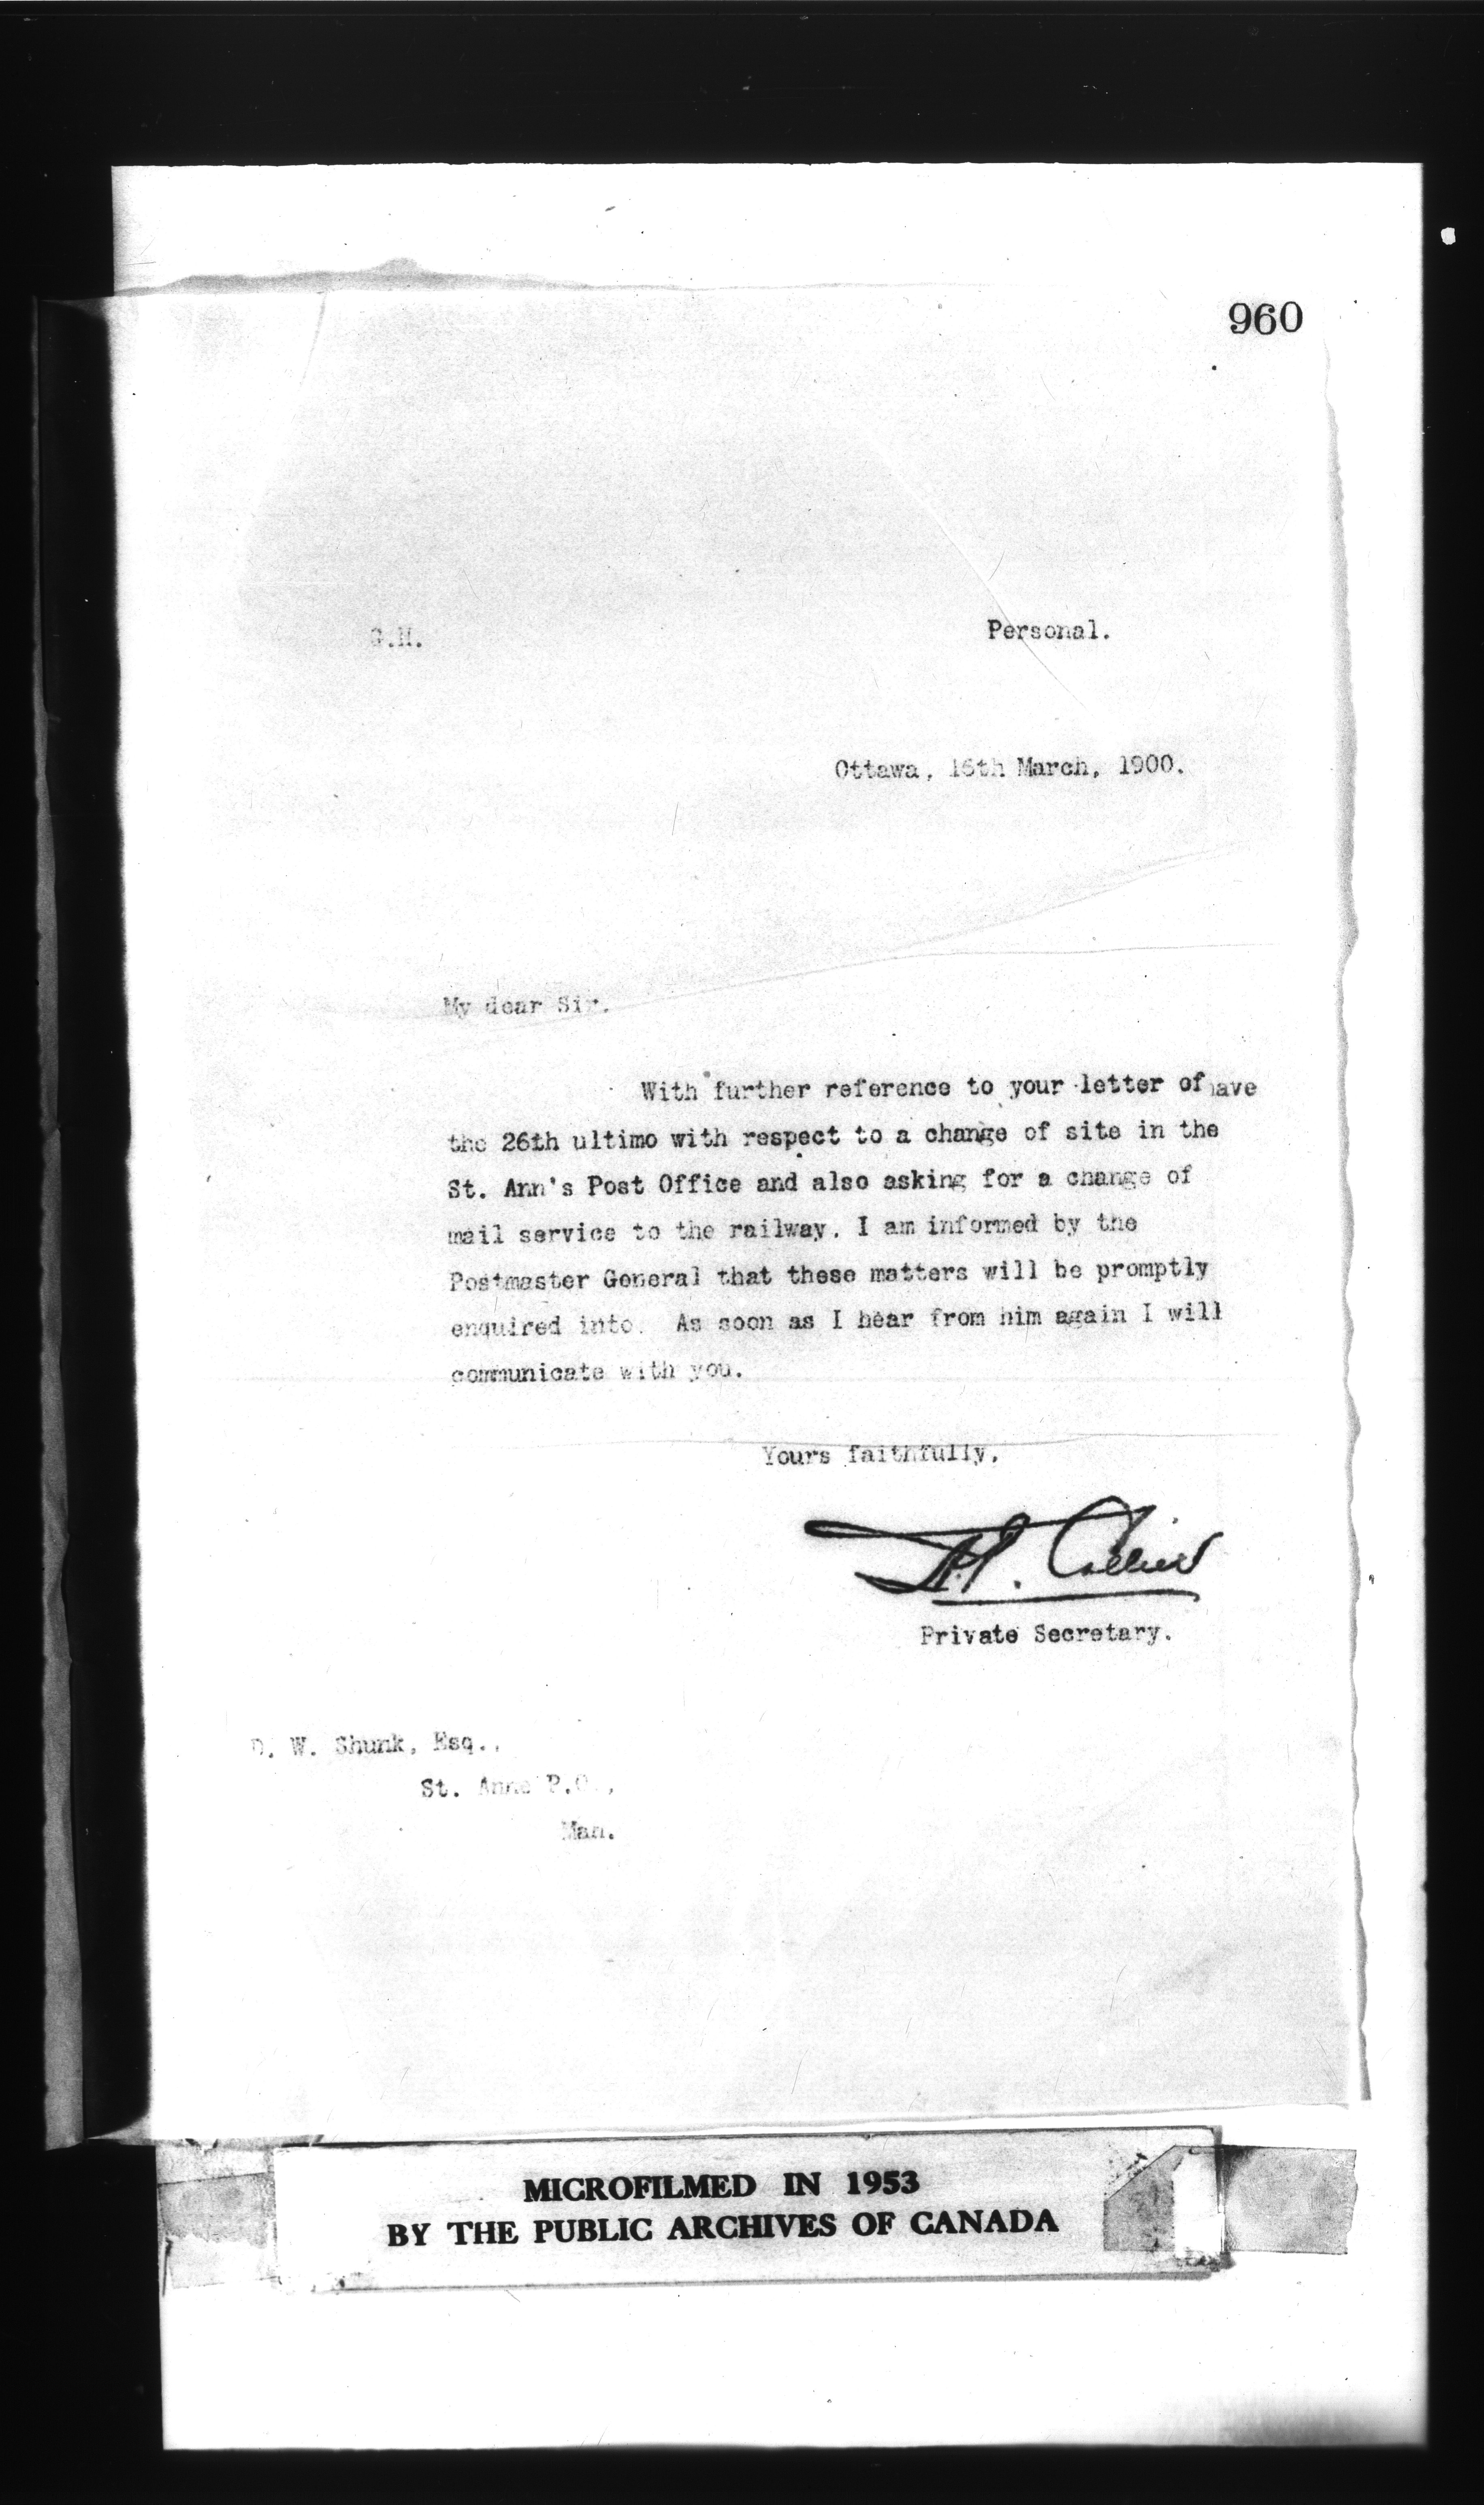 960
G.H.
Personal.
Ottawa, 16th March, 1900.
My dear Sir.
With further reference to your letter of have
the 26th ultimo with respect to a change of site in the
St. Ann's Post Office and also asking for a change of
mail service to the railway. I am informed by the
Postmaster General that these matters will be promptly
enquired into. As soon as I hear from him again I will
communicate with you.
Yours faithfully,
Collier
Private Secretary.
D. W. Shunk, Esq.,
St. Anne P.O.,
Man.
MICROFILMED IN 1953
BY THE PUBLIC ARCHIVES OF CANADA